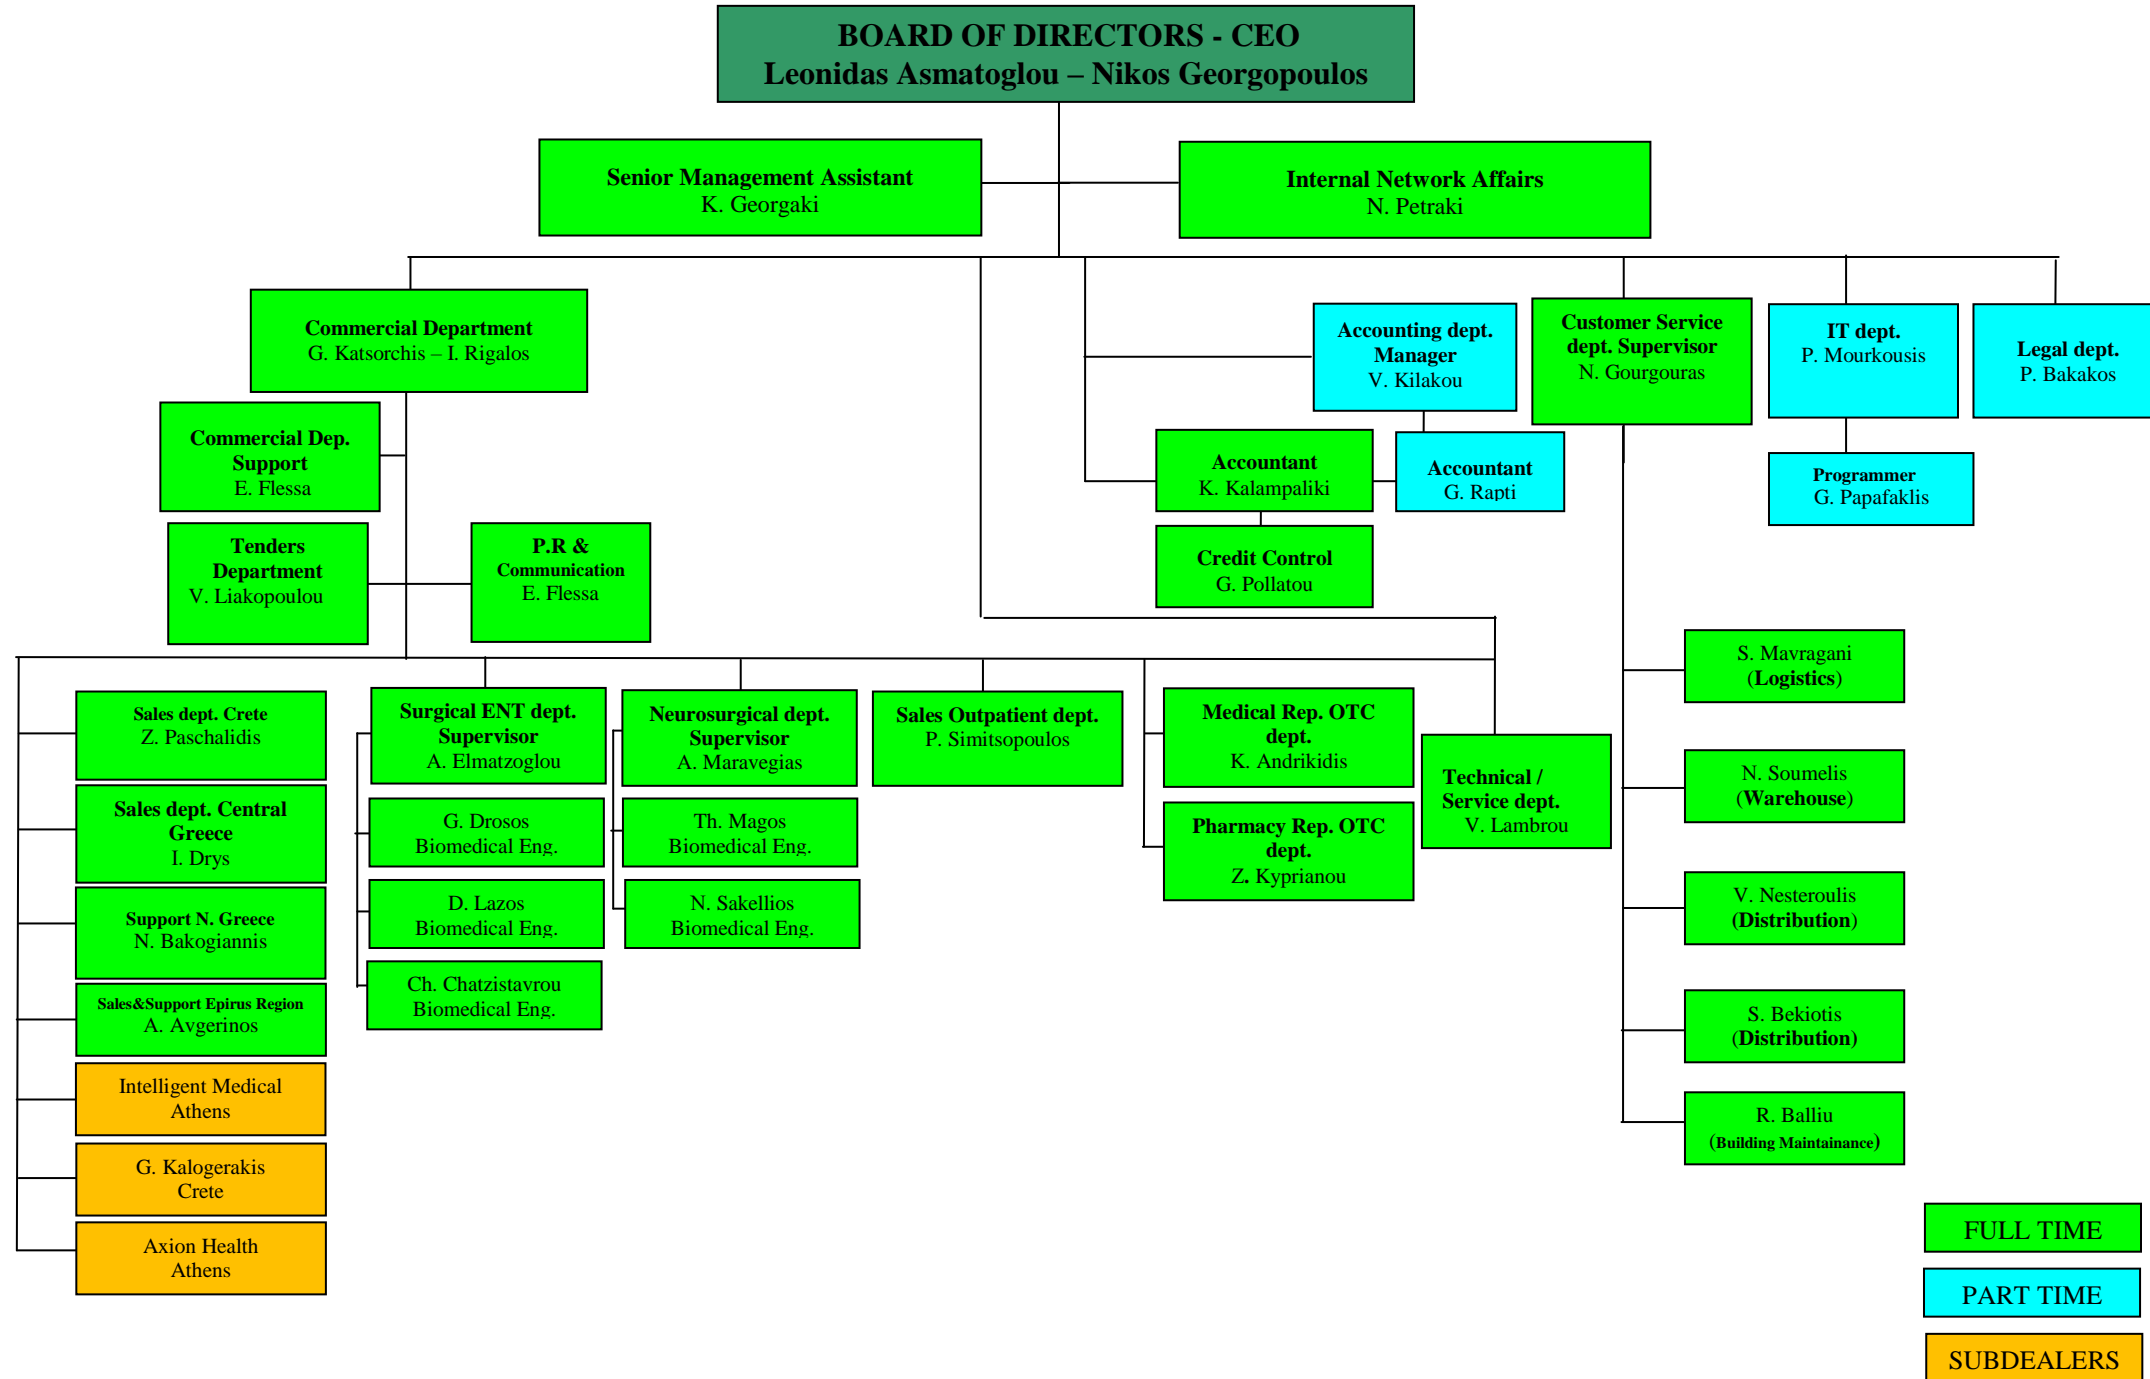 BOARD OF DIRECTORS - CEO
Leonidas Asmatoglou – Nikos Georgopoulos
Senior Management Assistant
K. Georgaki
Internal Network Affairs
N. Petraki
Commercial Department
G. Katsorchis – I. Rigalos
Accounting dept.
Manager
V. Kilakou
Customer Service
dept. Supervisor
N. Gourgouras
IT dept.
P. Mourkousis
Legal dept.
P. Bakakos
Commercial Dep.
Support
E. Flessa
Accountant
K. Kalampaliki
Accountant
G. Rapti
Programmer
G. Papafaklis
Tenders
Department
V. Liakopoulou
P.R &
Communication
E. Flessa
Credit Control
G. Pollatou
Sales dept. Crete
Z. Paschalidis
Sales dept. Central
Greece
I. Drys
Support N. Greece
N. Bakogiannis
Sales&Support Epirus Region
A. Avgerinos
Intelligent Medical
Athens
G. Kalogerakis
Crete
Axion Health
Athens
Surgical ENT dept.
Supervisor
A. Elmatzoglou
G. Drosos
Biomedical Eng.
D. Lazos
Biomedical Eng.
Ch. Chatzistavrou
Biomedical Eng.
Neurosurgical dept.
Supervisor
A. Maravegias
Th. Magos
Biomedical Eng.
N. Sakellios
Biomedical Eng.
Sales Outpatient dept.
P. Simitsopoulos
Medical Rep. OTC
dept.
K. Andrikidis
Pharmacy Rep. OTC
dept.
Z. Kyprianou
Technical /
Service dept.
V. Lambrou
S. Mavragani
(Logistics)
N. Soumelis
(Warehouse)
V. Nesteroulis
(Distribution)
S. Bekiotis
(Distribution)
R. Balliu
(Building Maintainance)
FULL TIME
PART TIME
SUBDEALERS